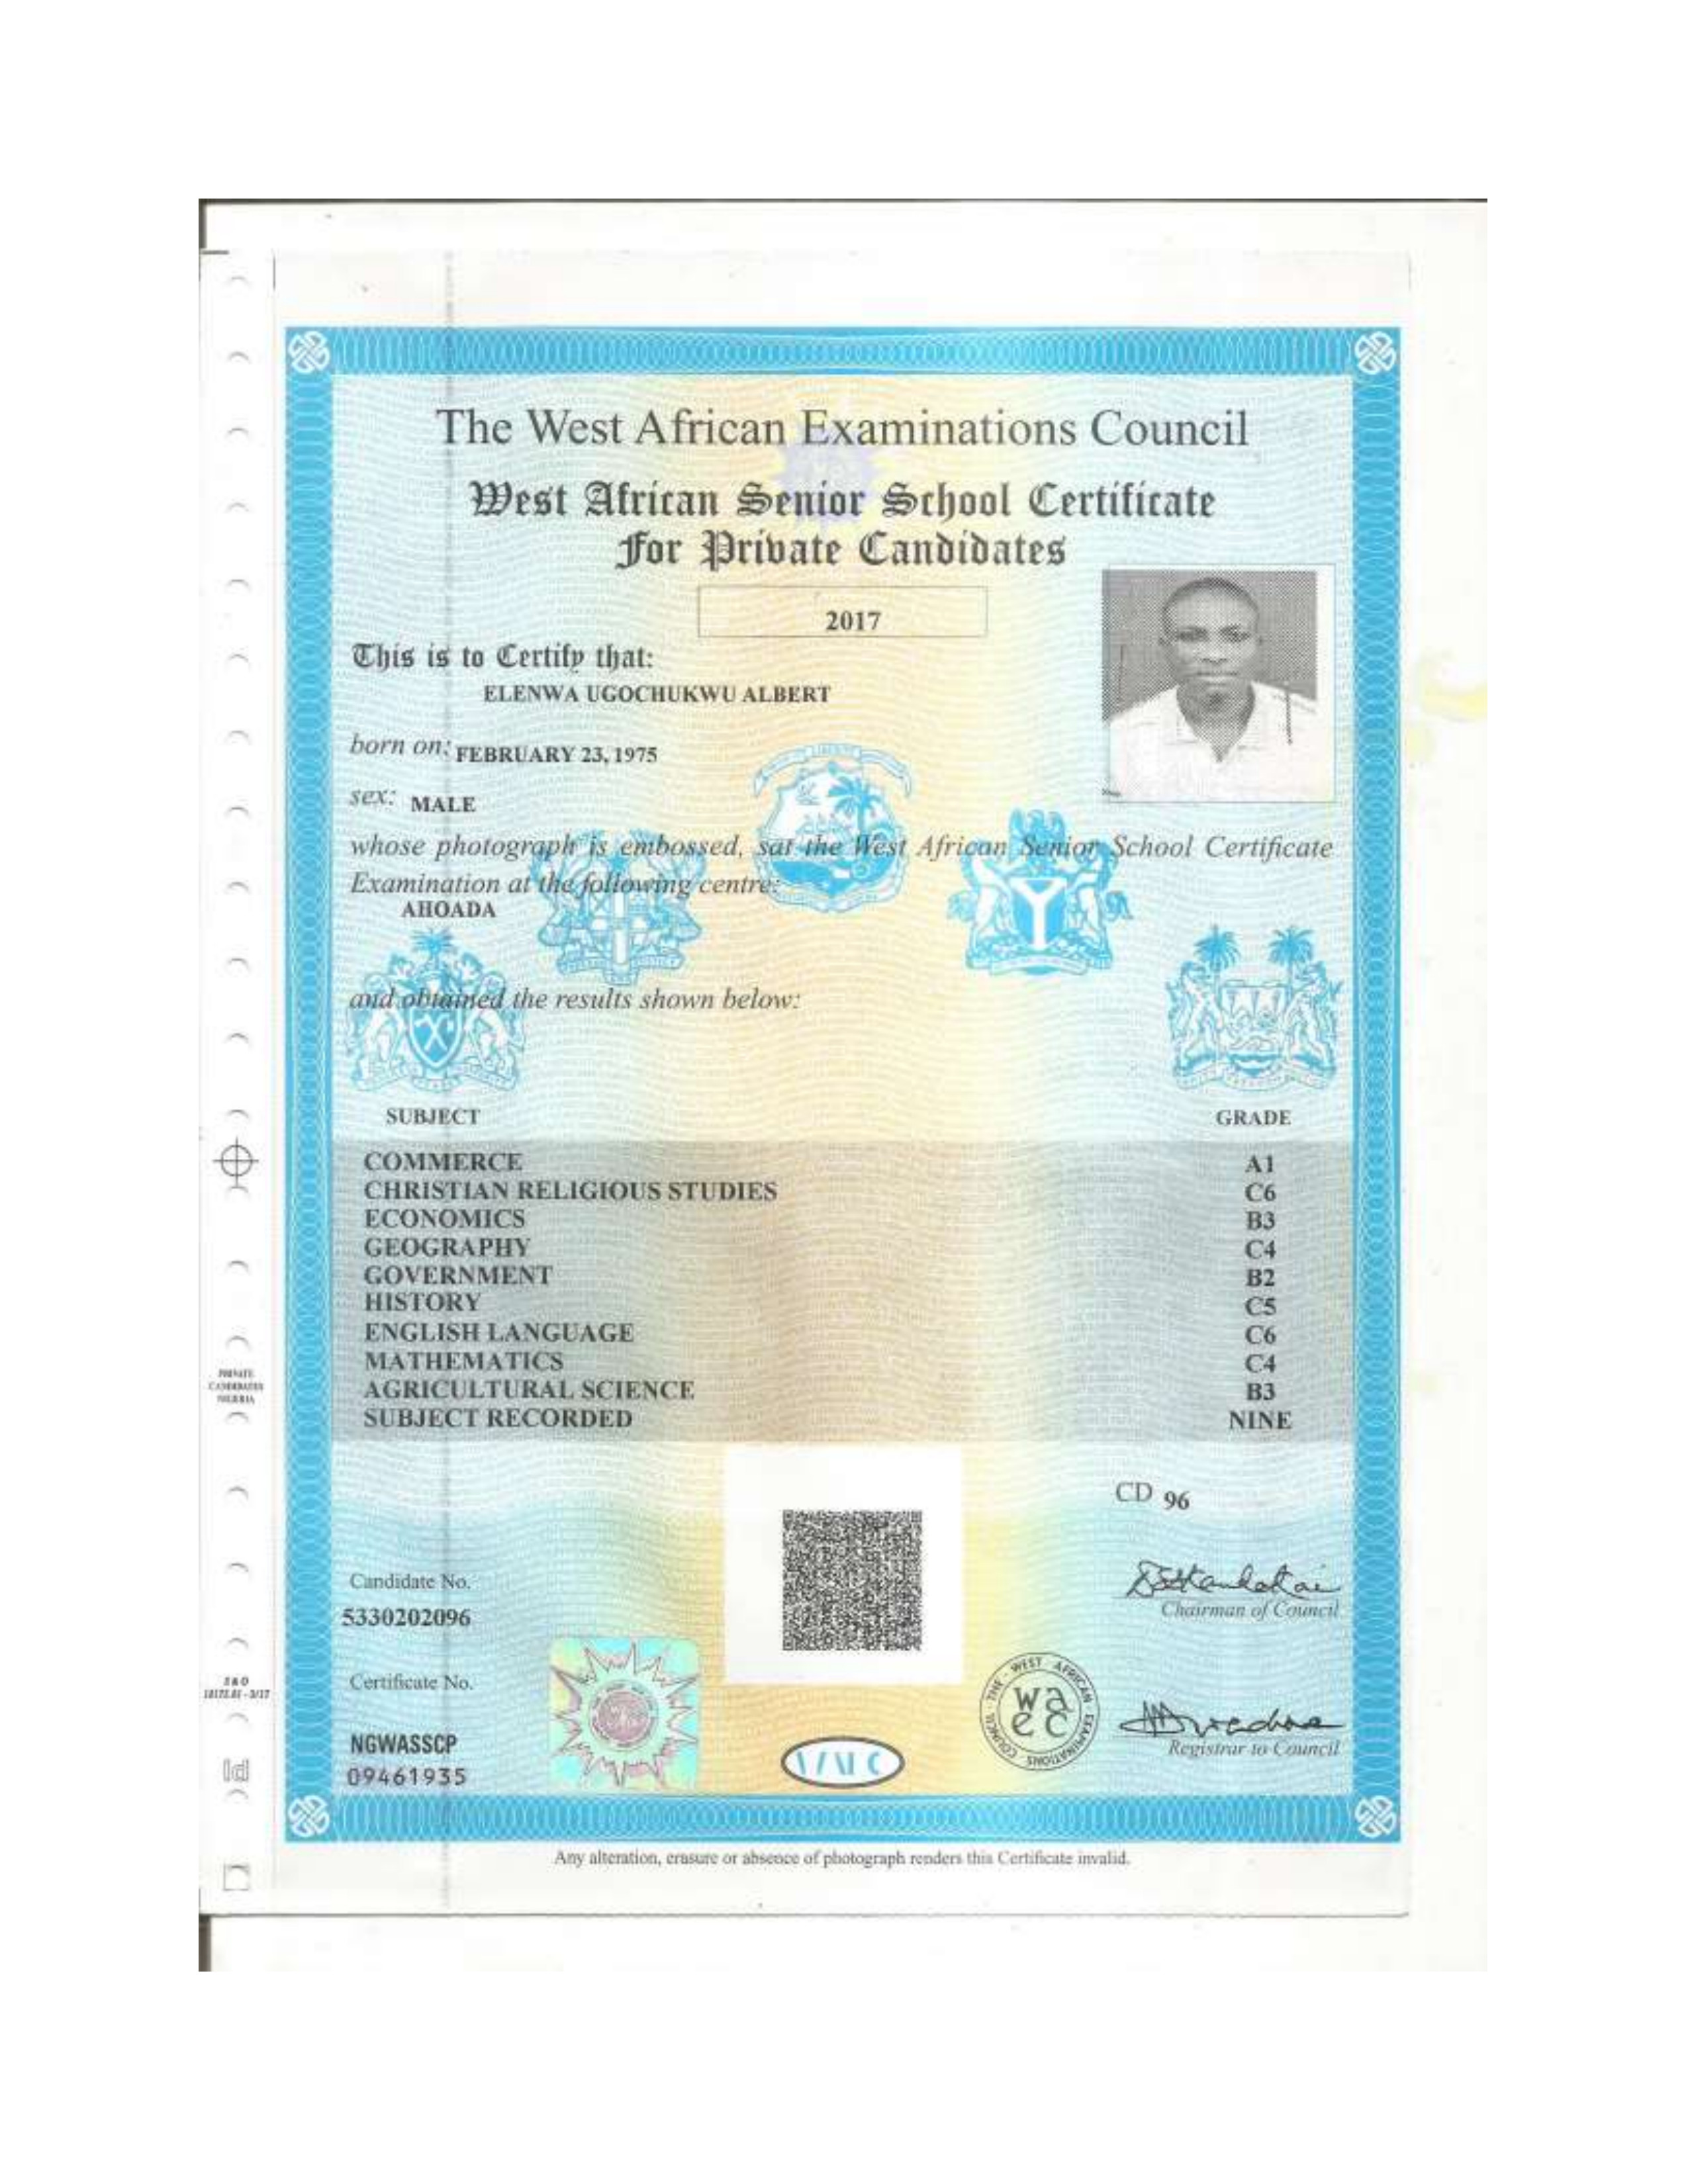 The West African Examinations Council
West African Senior School Certificate
For Private Candidates
2017
This is to Certify that:
ELENWA UGOCHUKWU ALBERT
born on: FEBRUARY 23, 1975
sex: MALE
whose photograph is embossed, sat the West African Senior School Certificate
Examination at the following centre:
AHOADA
and obtained the results shown below:
SUBJECT GRADE
COMMERCE A1
CHRISTIAN RELIGIOUS STUDIES C6
ECONOMICS B3
GEOGRAPHY C4
GOVERNMENT B2
HISTORY C5
ENGLISH LANGUAGE C6
MATHEMATICS C4
AGRICULTURAL SCIENCE B3
SUBJECT RECORDED NINE
PRIVATE
CANDIDATES
NIGERIA
CD 96
Candidate No.
5330202096
Chairman of Council
Certificate No.
NGWASSCP
09461935
THE WEST AFRICAN EXAMINATIONS COUNCIL
wa
ec
Registrar to Council
Any alteration, erasure or absence of photograph renders this Certificate invalid.